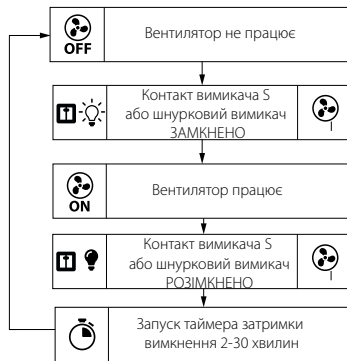 OFF
Вентилятор не працює
Контакт вимикача S
або шнурковий вимикач
ЗАМКНЕНО
ON
Вентилятор працює
Контакт вимикача S
або шнурковий вимикач
РОЗІМКНЕНО
Запуск таймера затримки
вимкнення 2-30 хвилин